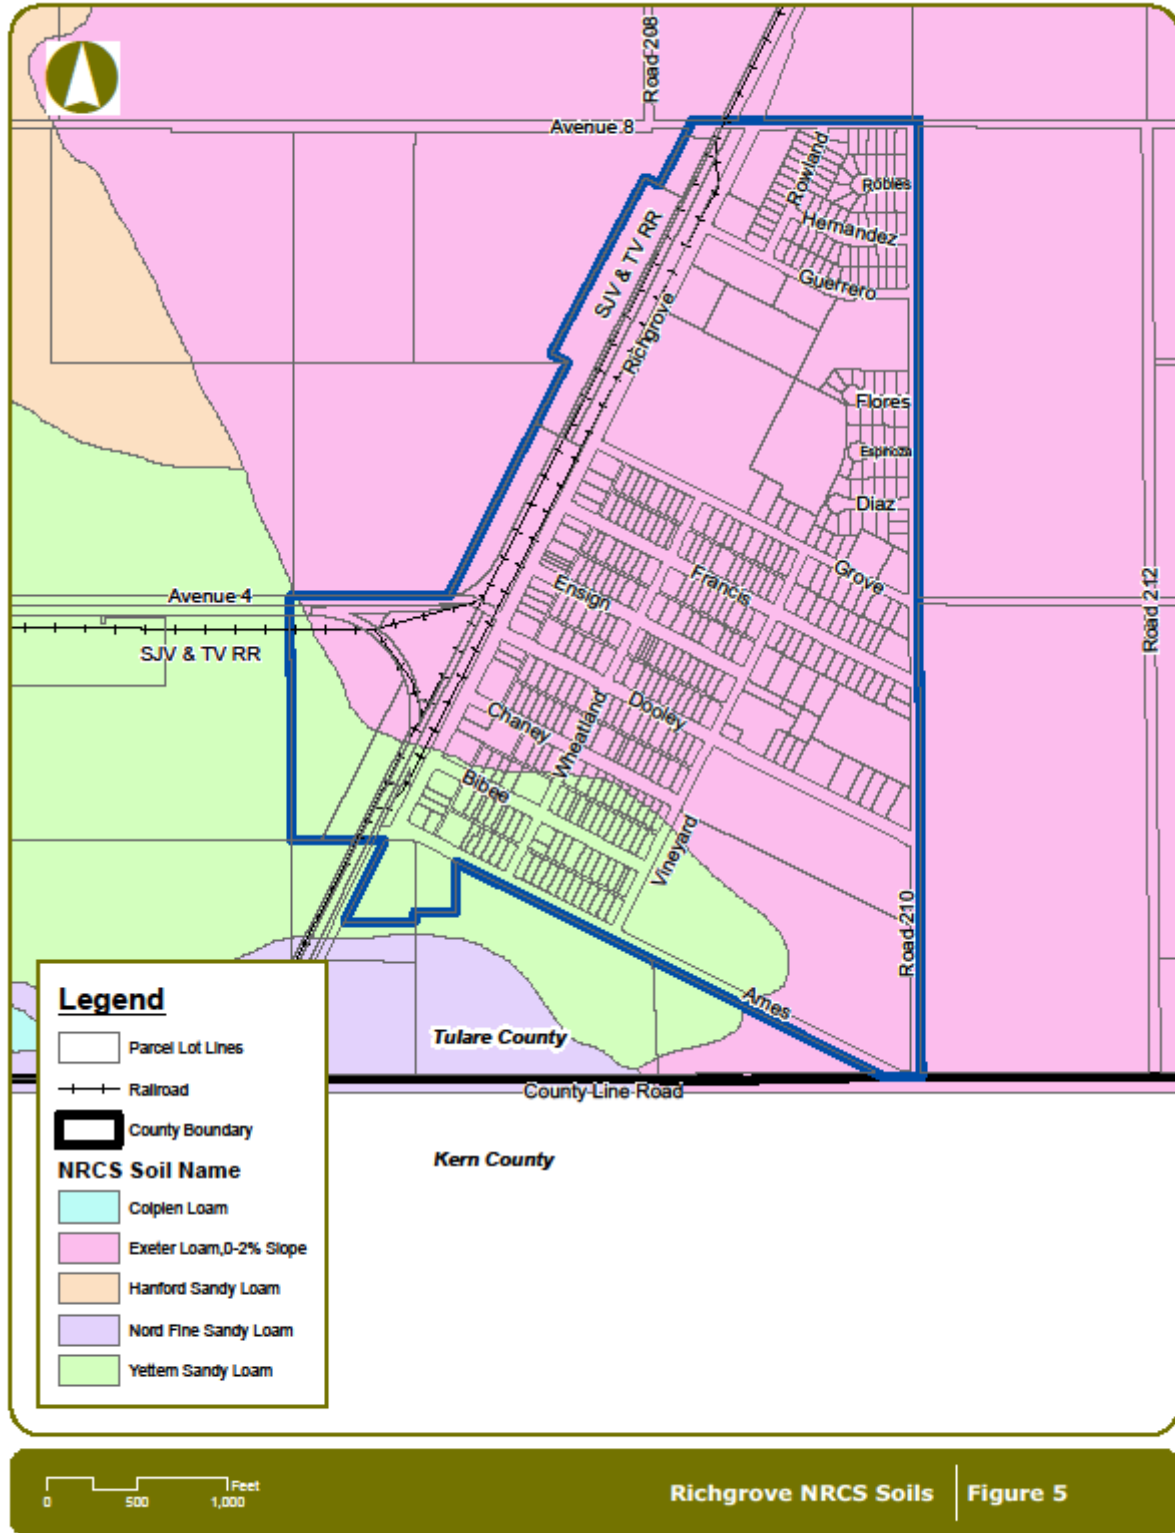 Road 208
Avenue 8
Rowland
Robles
Hernandez
Guerrero
SJV & TV RR
Richgrove
Flores
Espinoza
Diaz
Grove
Francis
Ensign
Avenue 4
SJV & TV RR
Road 212
Dooley
Wheatland
Chaney
Bibee
Vineyard
Road 210
Ames
Tulare County
County Line Road
Kern County
Legend
Parcel Lot Lines
Railroad
County Boundary
NRCS Soil Name
Colplen Loam
Exeter Loam,0-2% Slope
Hanford Sandy Loam
Nord Fine Sandy Loam
Yettem Sandy Loam
Feet
0 500 1,000
Richgrove NRCS Soils Figure 5